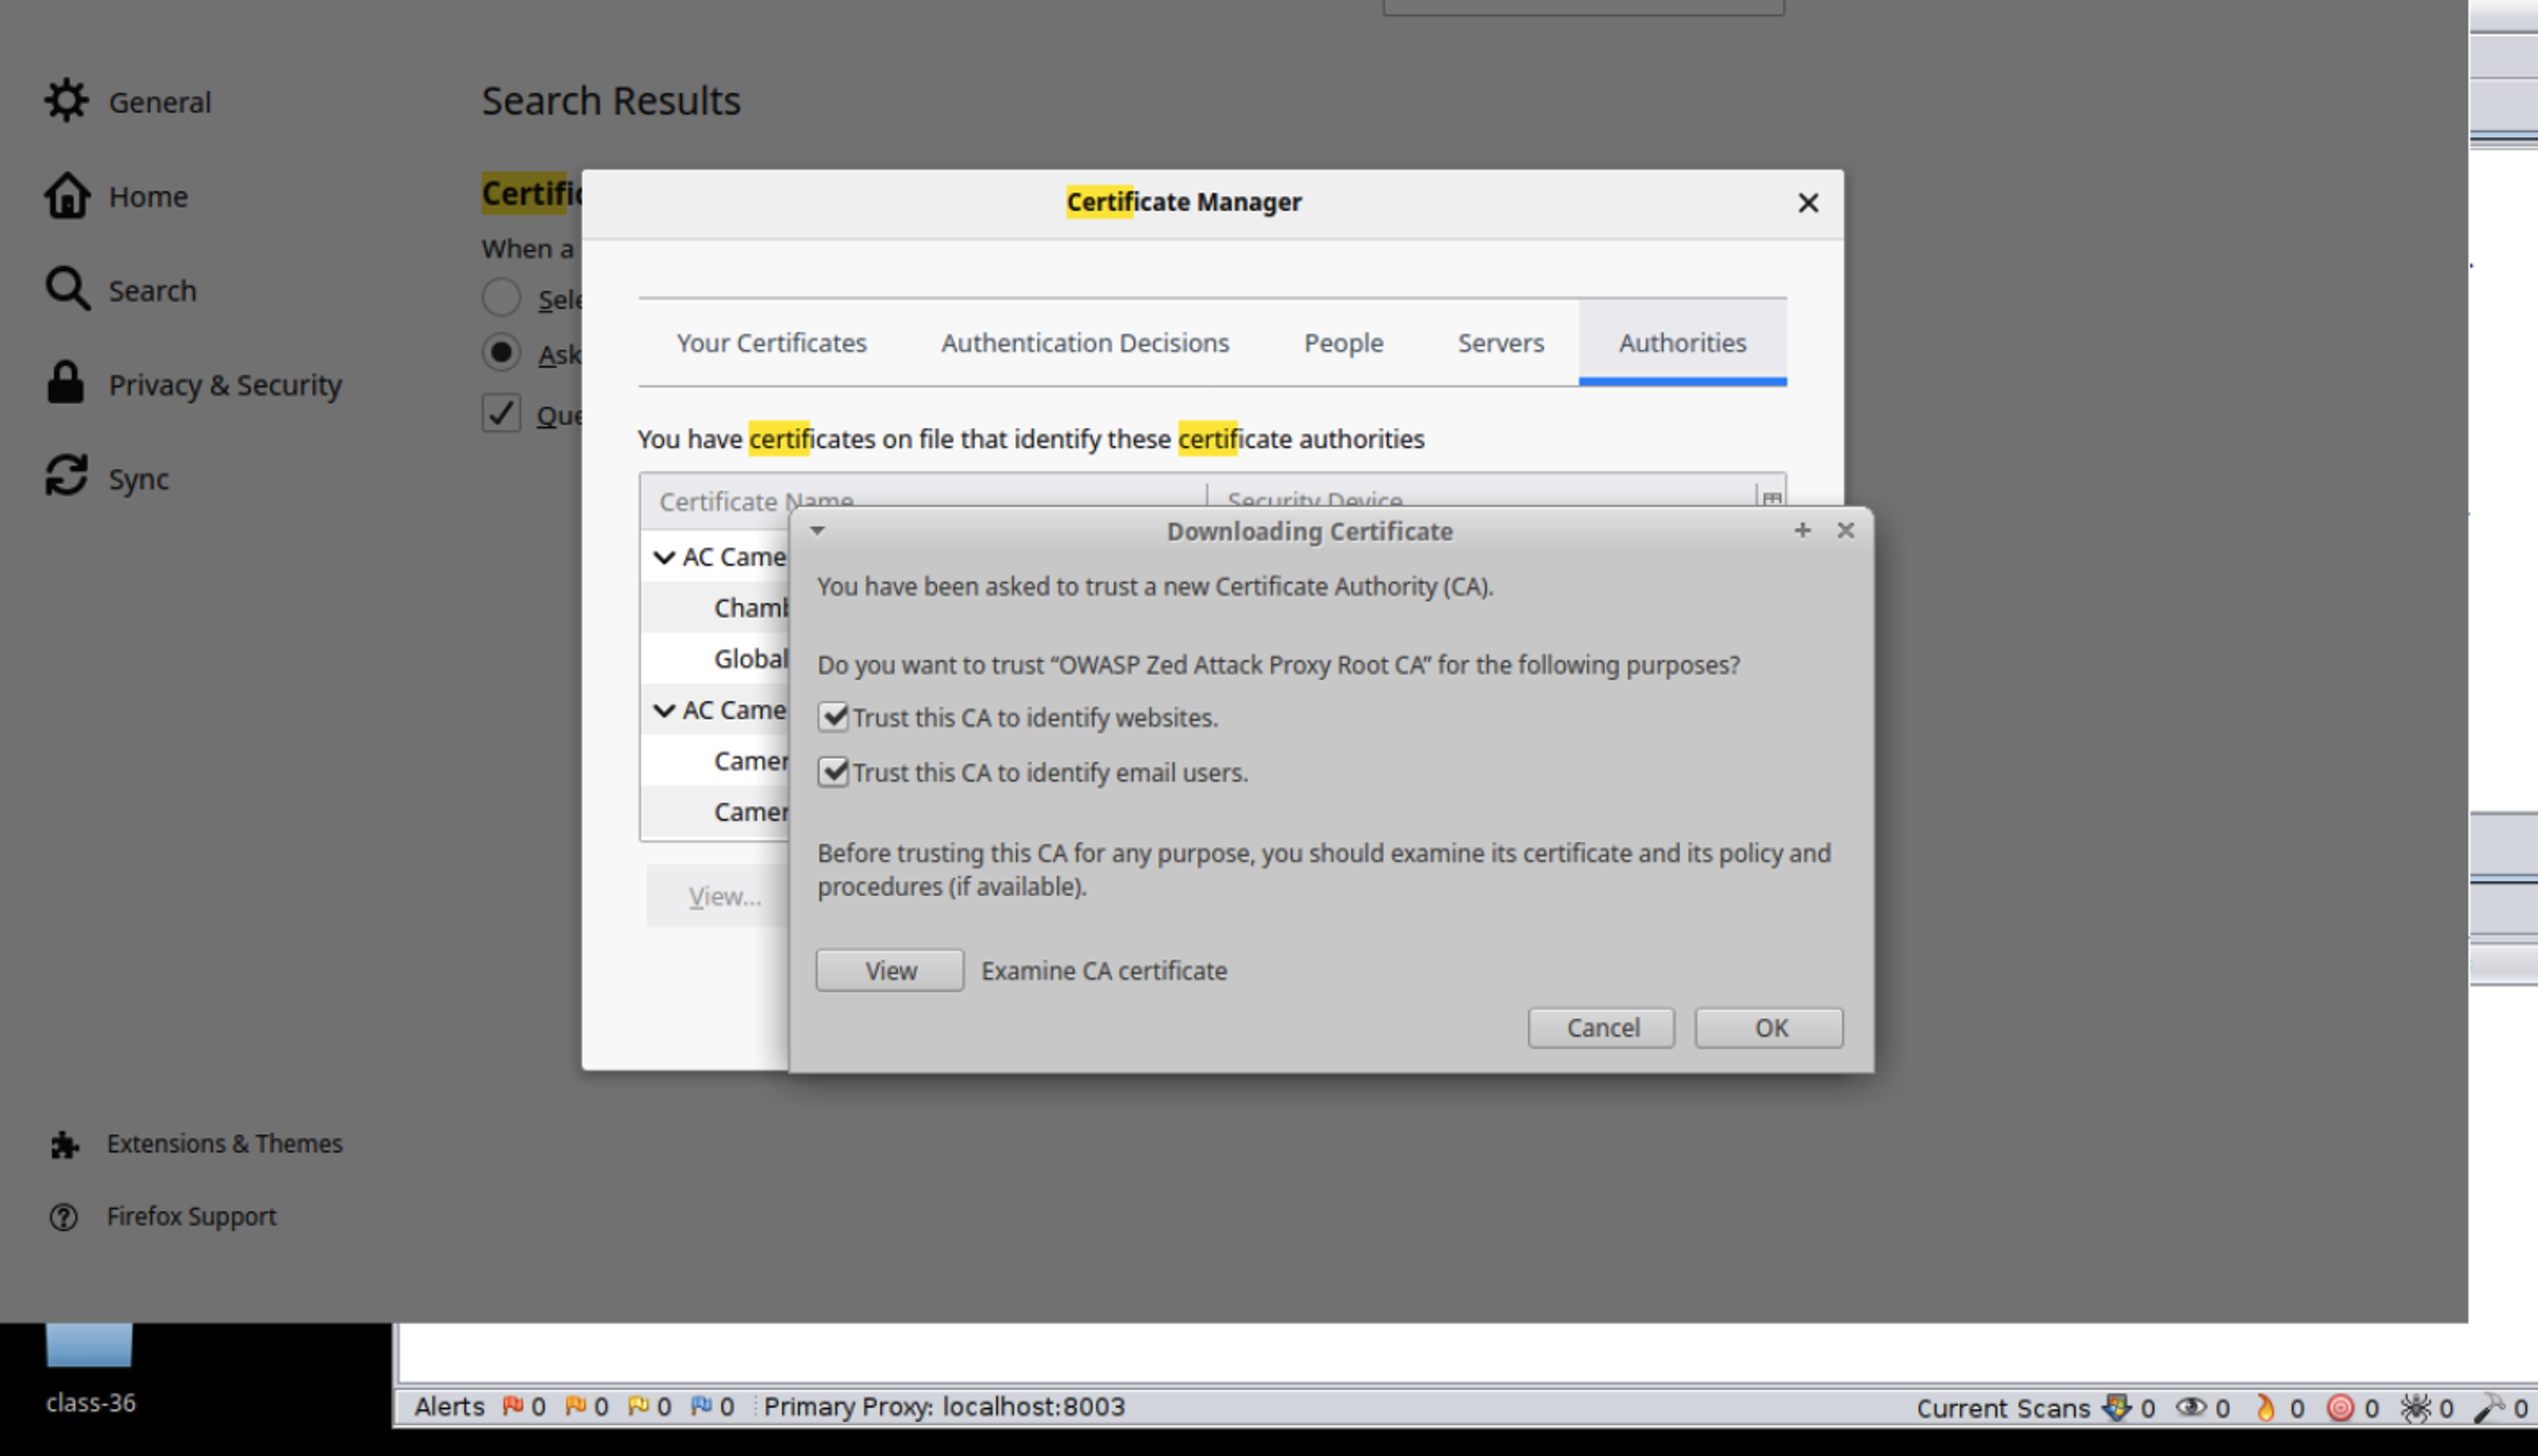 General
Home
Search
Privacy & Security
Sync
Extensions & Themes
Firefox Support
Search Results
Certific
When a
Sele
Ask
Que
Certificate Manager
Your Certificates Authentication Decisions People Servers Authorities
You have certificates on file that identify these certificate authorities
Certificate Name Security Device
AC Came
Chamb
Global
AC Came
Camer
Camer
View...
Downloading Certificate
You have been asked to trust a new Certificate Authority (CA).
Do you want to trust “OWASP Zed Attack Proxy Root CA” for the following purposes?
Trust this CA to identify websites.
Trust this CA to identify email users.
Before trusting this CA for any purpose, you should examine its certificate and its policy and
procedures (if available).
View Examine CA certificate
Cancel OK
class-36
Alerts 0 0 0 0 Primary Proxy: localhost:8003 Current Scans 0 0 0 0 0 0